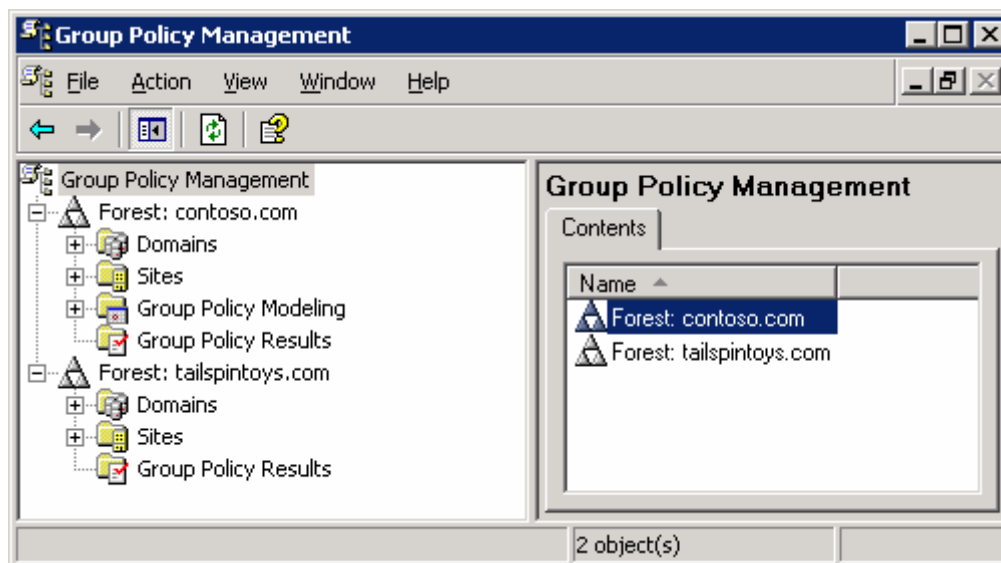 Group Policy Management
File Action View Window Help
Group Policy Management
Forest: contoso.com
Domains
Sites
Group Policy Modeling
Group Policy Results
Forest: tailspintoys.com
Domains
Sites
Group Policy Results
Group Policy Management
Contents
Name
Forest: contoso.com
Forest: tailspintoys.com
2 object(s)